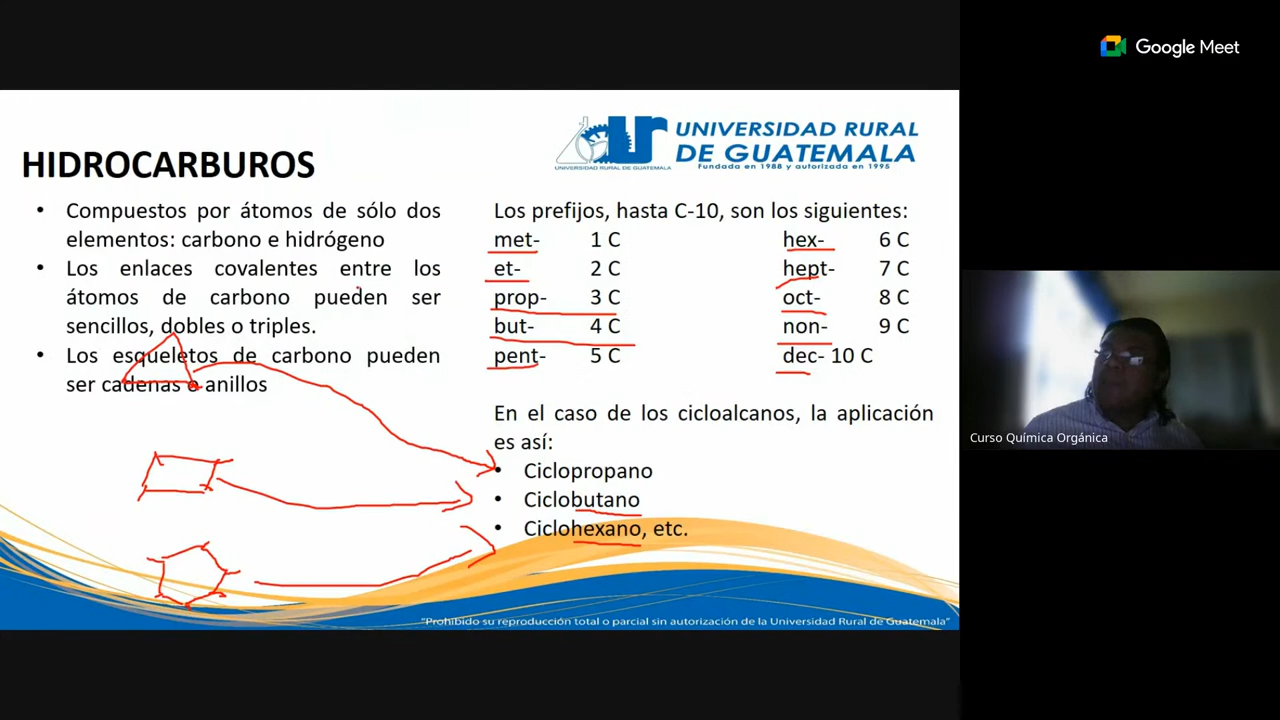 Google Meet
UNIVERSIDAD RURAL
DE GUATEMALA
Fundada en 1988 y autorizada en 1995
ur
UNIVERSIDAD RURAL DE GUATEMALA
HIDROCARBUROS
• Compuestos por átomos de sólo dos
elementos: carbono e hidrógeno
• Los enlaces covalentes entre los
átomos de carbono pueden ser
sencillos, dobles o triples.
• Los esqueletos de carbono pueden
ser cadenas o anillos
Los prefijos, hasta C-10, son los siguientes:
met- 1 C hex- 6 C
et- 2 C hept- 7 C
prop- 3 C oct- 8 C
but- 4 C non- 9 C
pent- 5 C dec- 10 C
En el caso de los cicloalcanos, la aplicación
es así:
• Ciclopropano
• Ciclobutano
• Ciclohexano, etc.
"Prohibido su reproducción total o parcial sin autorización de la Universidad Rural de Guatemala"
Curso Química Orgánica